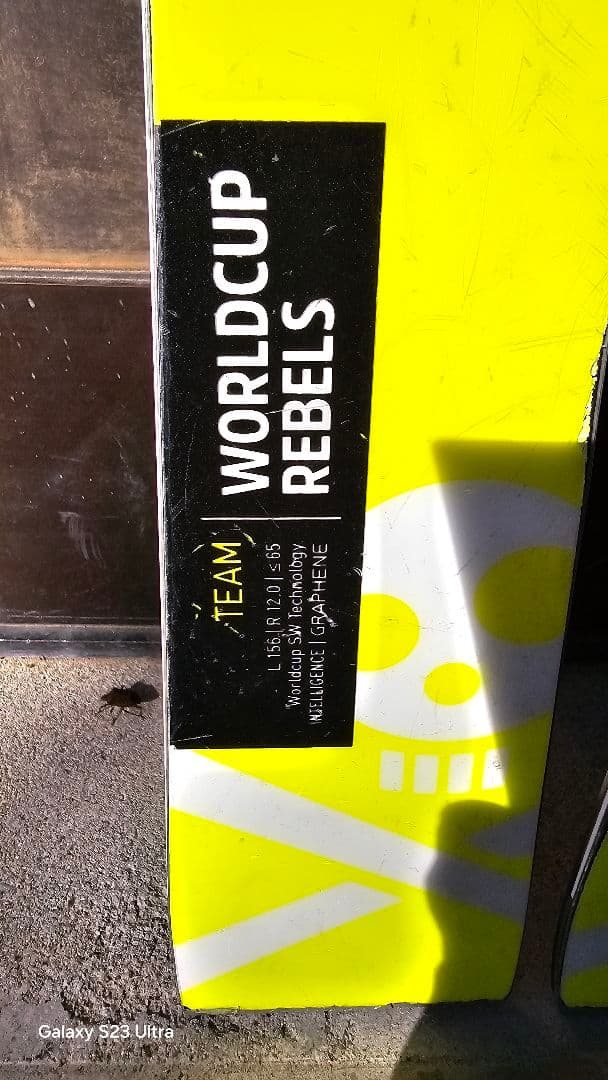 WORLDCUP
REBELS
TEAM
L 156 | R 12.0 | ≤ 65
Worldcup SW Technology
INTELLIGENCE | GRAPHENE
Galaxy S23 Ultra